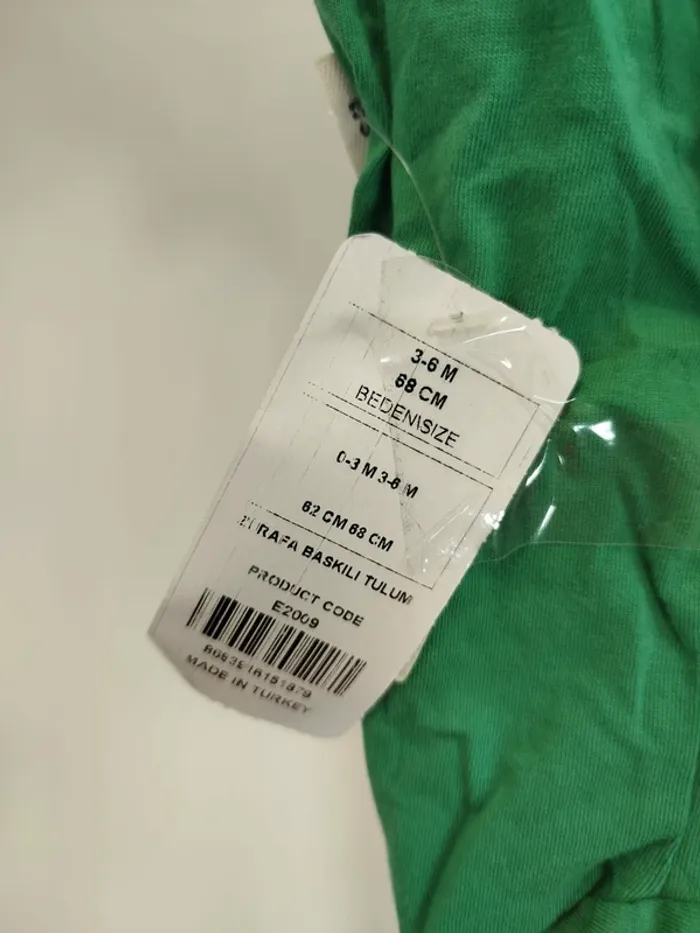 3-6 M
68 CM
BEDEN\SIZE
0-3 M 3-6 M
62 CM 68 CM
ZÜRAFA BASKILI TULUM
PRODUCT CODE
E2009
MADE IN TURKEY